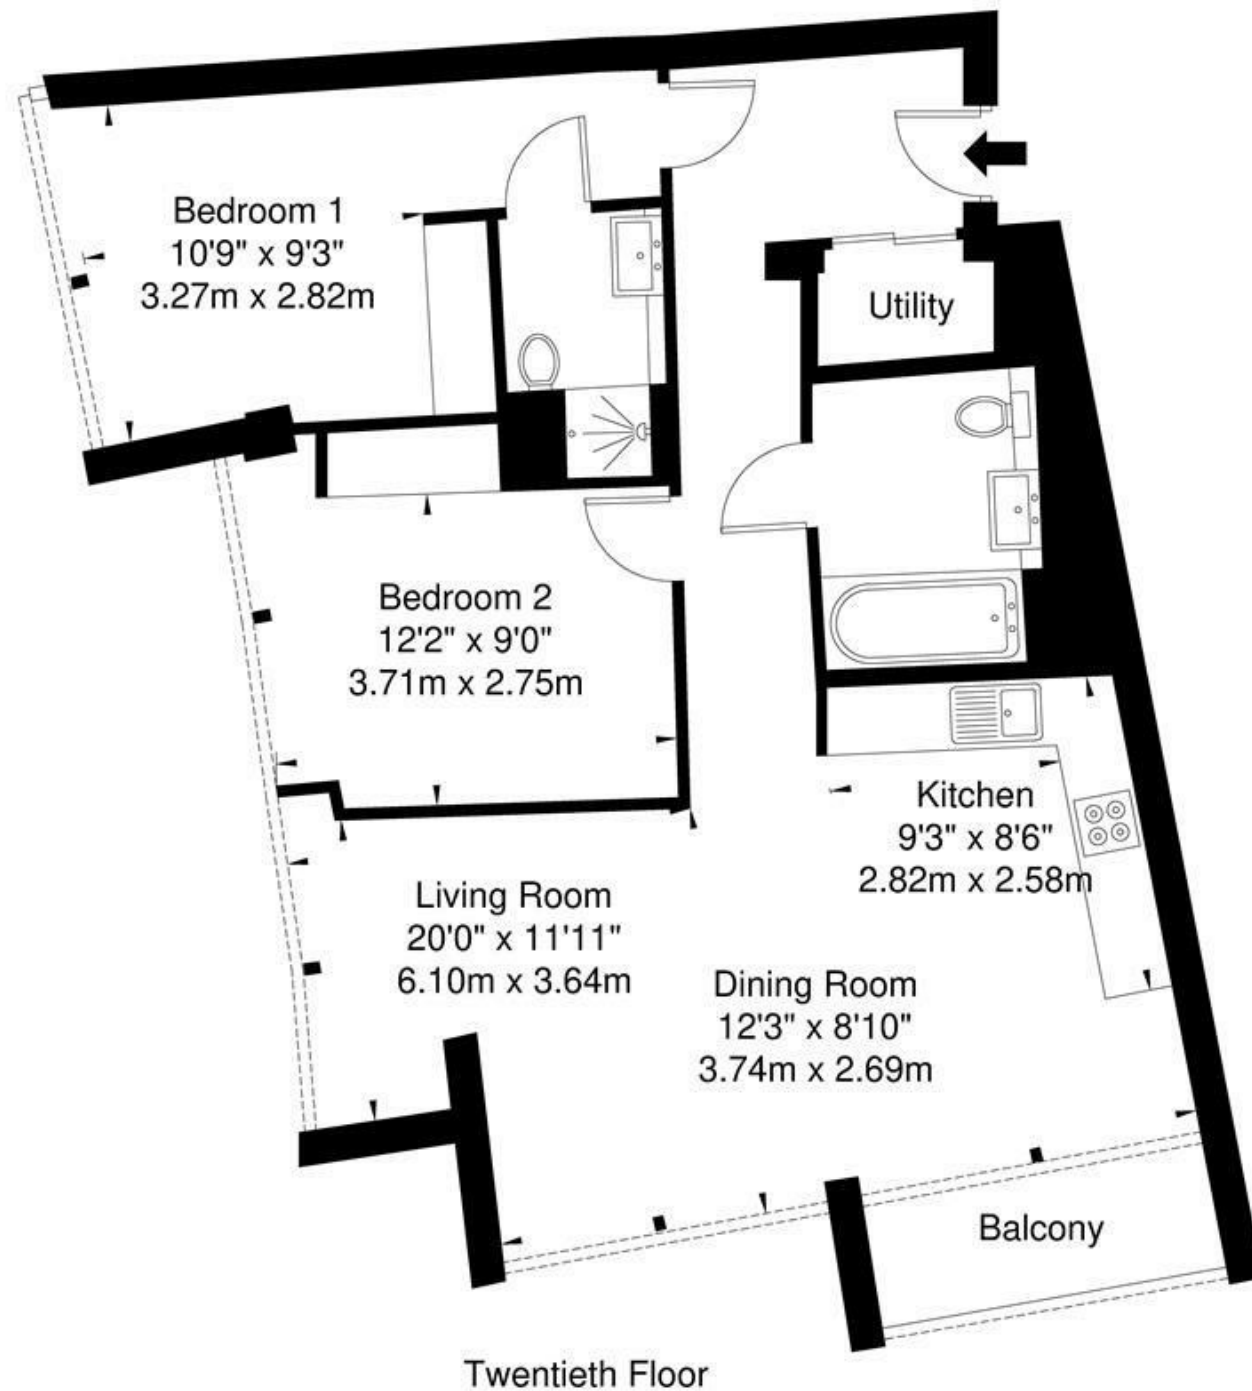 Bedroom 1
10'9" x 9'3"
3.27m x 2.82m
Utility
Bedroom 2
12'2" x 9'0"
3.71m x 2.75m
Kitchen
9'3" x 8'6"
2.82m x 2.58m
Living Room
20'0" x 11'11"
6.10m x 3.64m
Dining Room
12'3" x 8'10"
3.74m x 2.69m
Balcony
Twentieth Floor